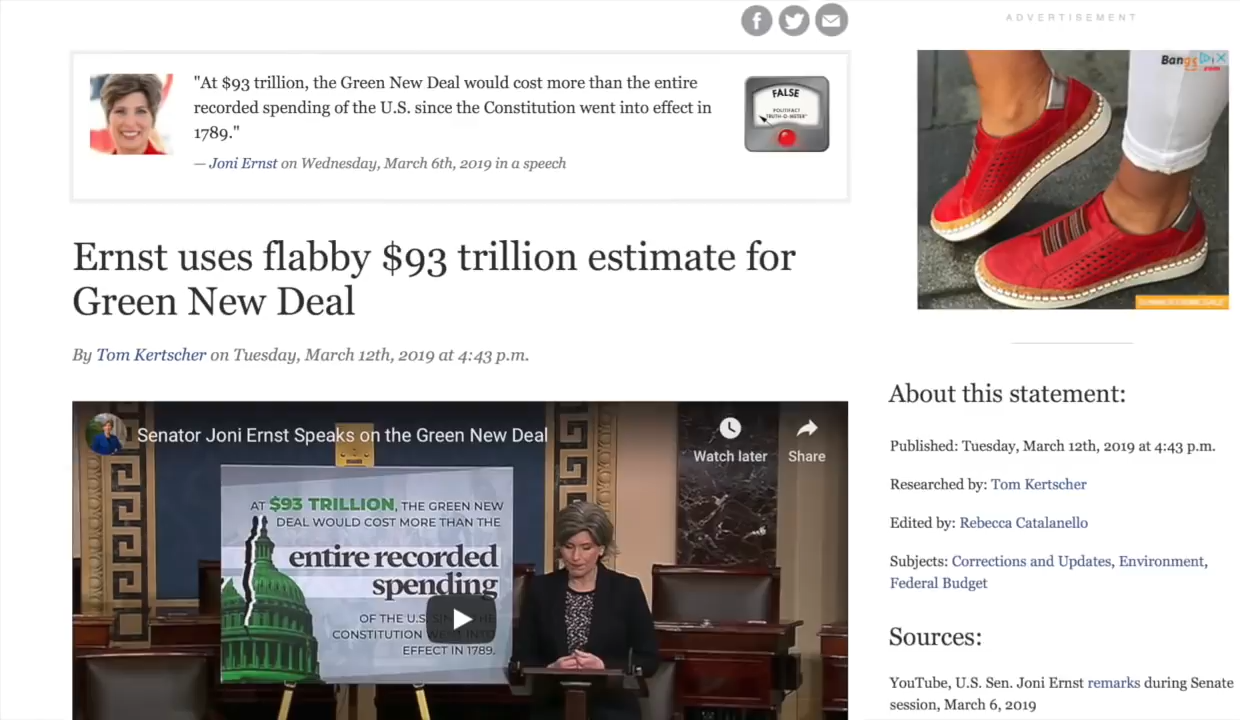 ADVERTISEMENT
"At $93 trillion, the Green New Deal would cost more than the entire
recorded spending of the U.S. since the Constitution went into effect in
1789."
— Joni Ernst on Wednesday, March 6th, 2019 in a speech
FALSE
POLITIFACT
TRUTH-O-METER™
Bangs
.com
Ernst uses flabby $93 trillion estimate for
Green New Deal
By Tom Kertscher on Tuesday, March 12th, 2019 at 4:43 p.m.
Senator Joni Ernst Speaks on the Green New Deal
Watch later
Share
AT $93 TRILLION, THE GREEN NEW
DEAL WOULD COST MORE THAN THE
entire recorded
spending
OF THE U.S. SINCE THE
CONSTITUTION WENT INTO
EFFECT IN 1789.
About this statement:
Published: Tuesday, March 12th, 2019 at 4:43 p.m.
Researched by: Tom Kertscher
Edited by: Rebecca Catalanello
Subjects: Corrections and Updates, Environment,
Federal Budget
Sources:
YouTube, U.S. Sen. Joni Ernst remarks during Senate
session, March 6, 2019